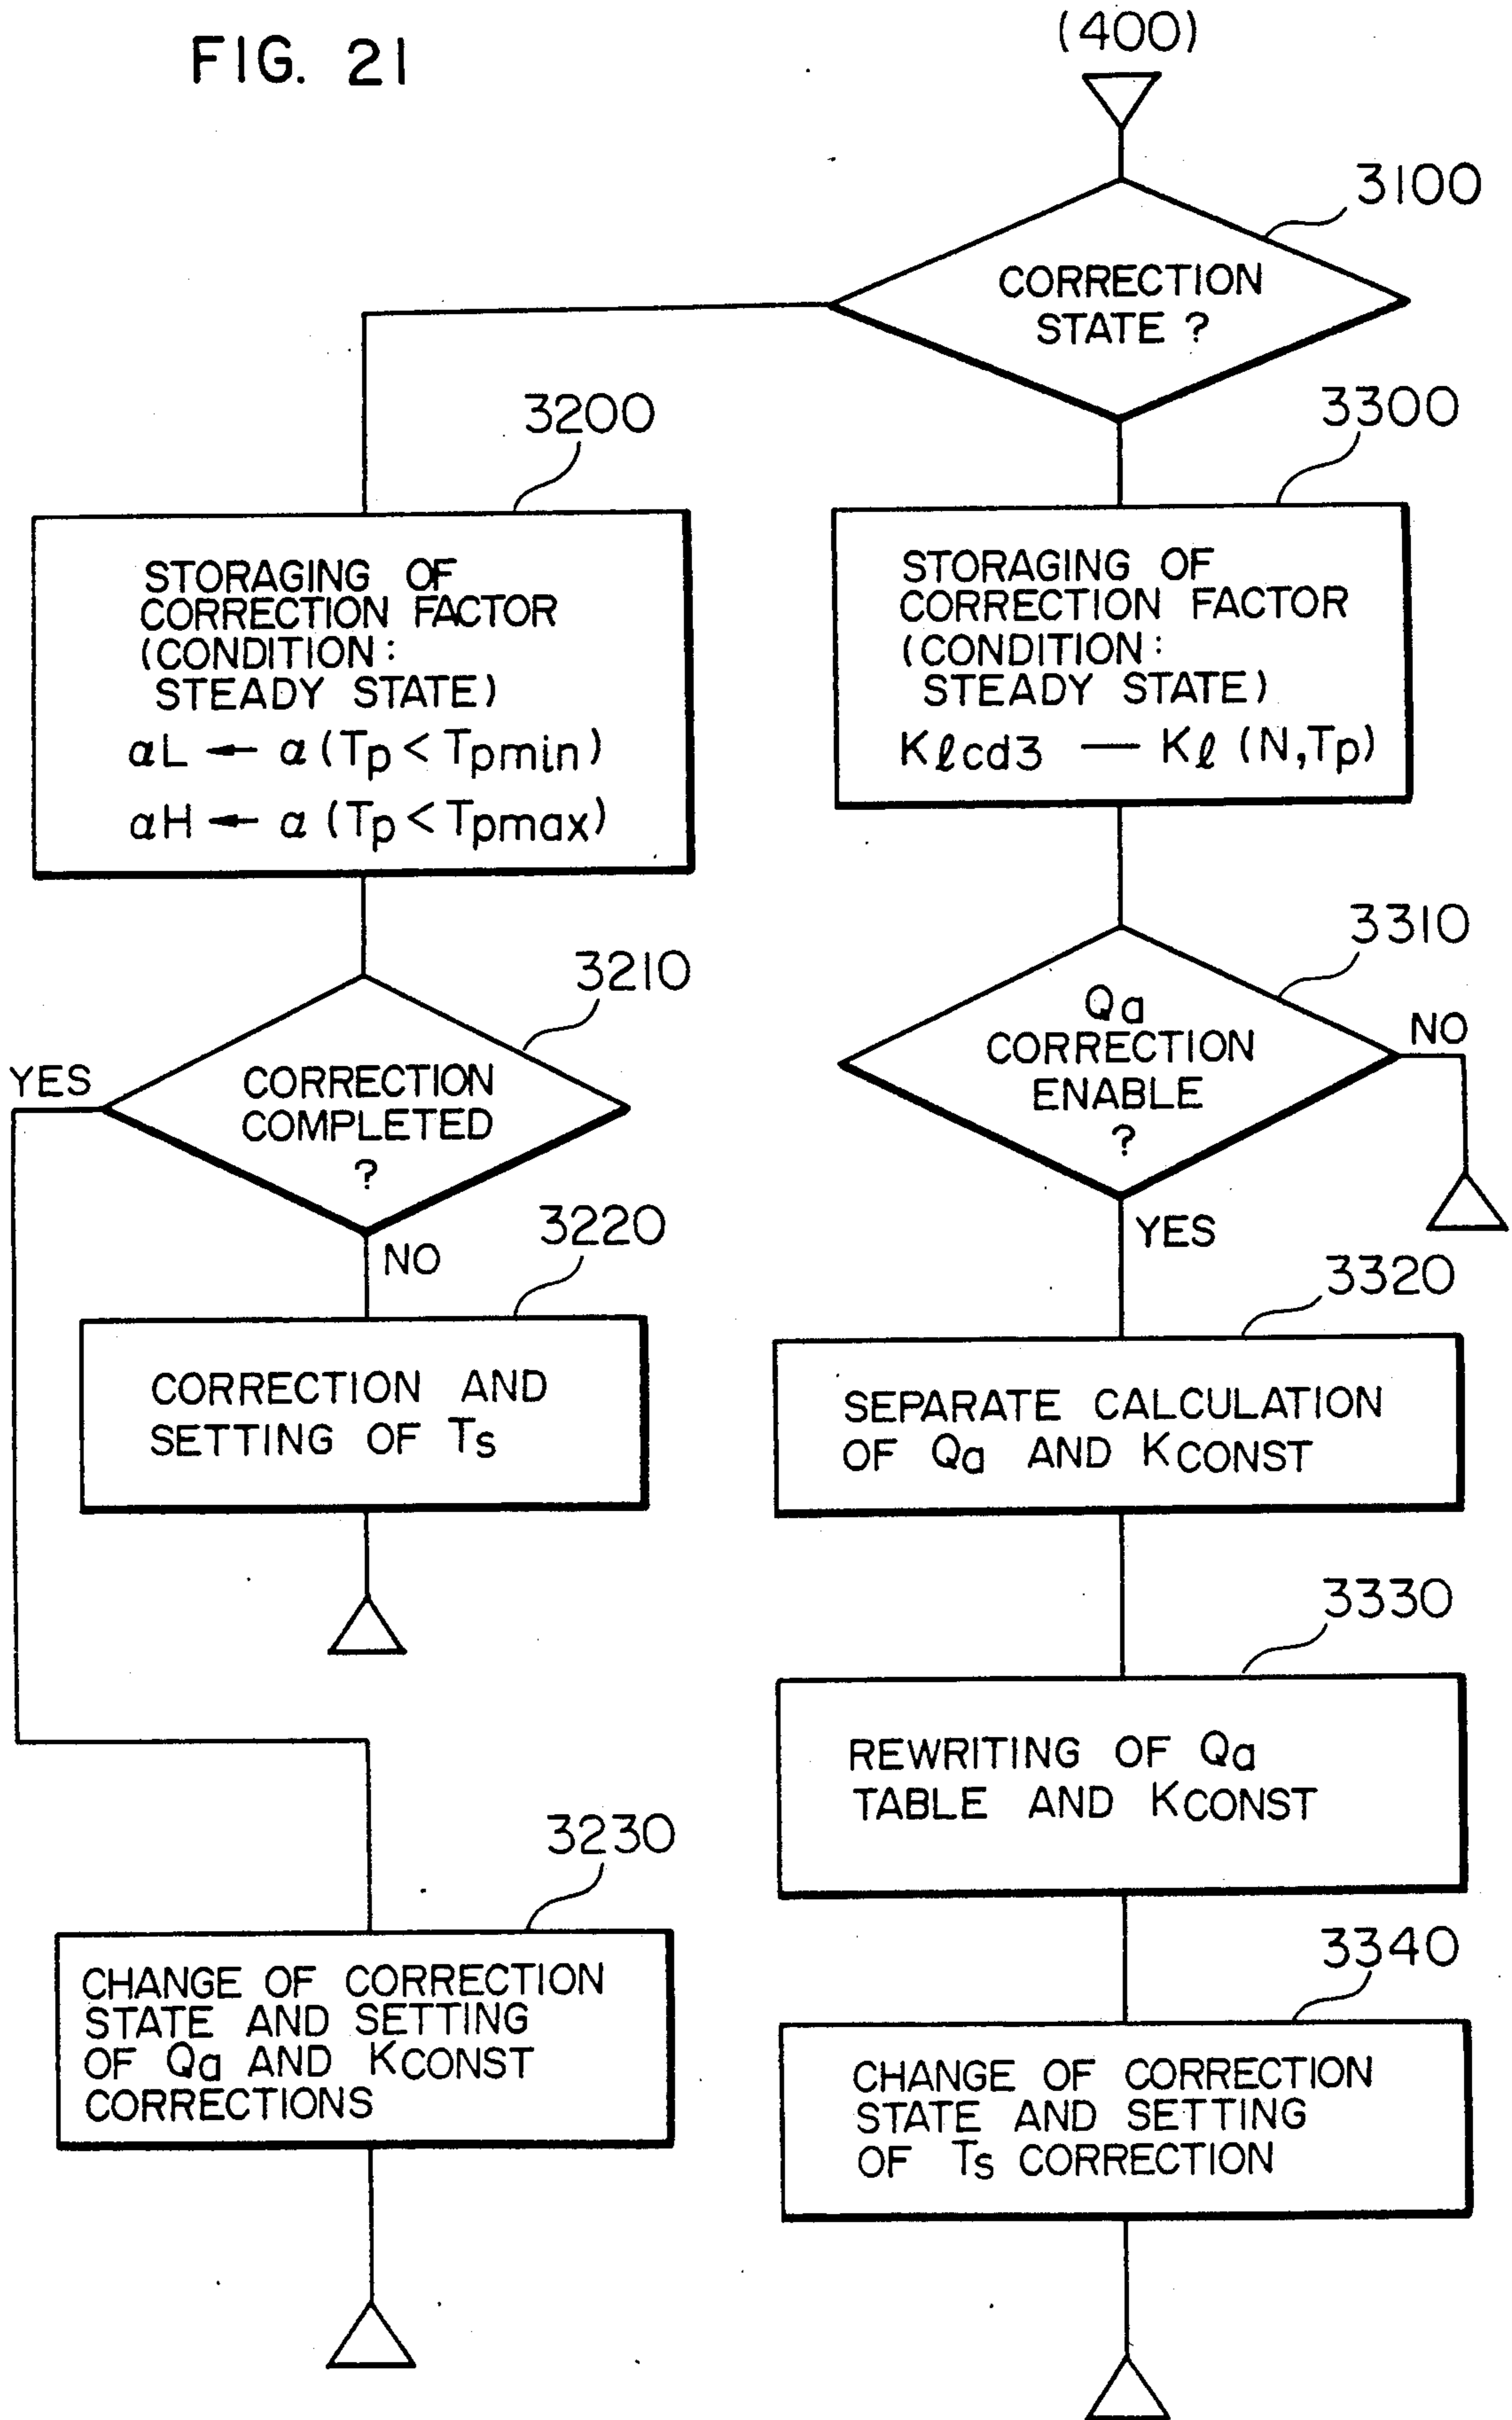 FIG. 21
(400)
3100
CORRECTION
STATE ?
3200
STORAGING OF
CORRECTION FACTOR
(CONDITION:
STEADY STATE)
αL ← α (Tp < Tpmin)
αH ← α (Tp < Tpmax)
3300
STORAGING OF
CORRECTION FACTOR
(CONDITION:
STEADY STATE)
Kℓcd3 — Kℓ (N,Tp)
3210
YES
CORRECTION
COMPLETED
?
NO
3310
Qa
CORRECTION
ENABLE
?
NO
YES
3220
CORRECTION AND
SETTING OF Ts
3320
SEPARATE CALCULATION
OF Qa AND KCONST
3330
REWRITING OF Qa
TABLE AND KCONST
3230
CHANGE OF CORRECTION
STATE AND SETTING
OF Qa AND KCONST
CORRECTIONS
3340
CHANGE OF CORRECTION
STATE AND SETTING
OF Ts CORRECTION